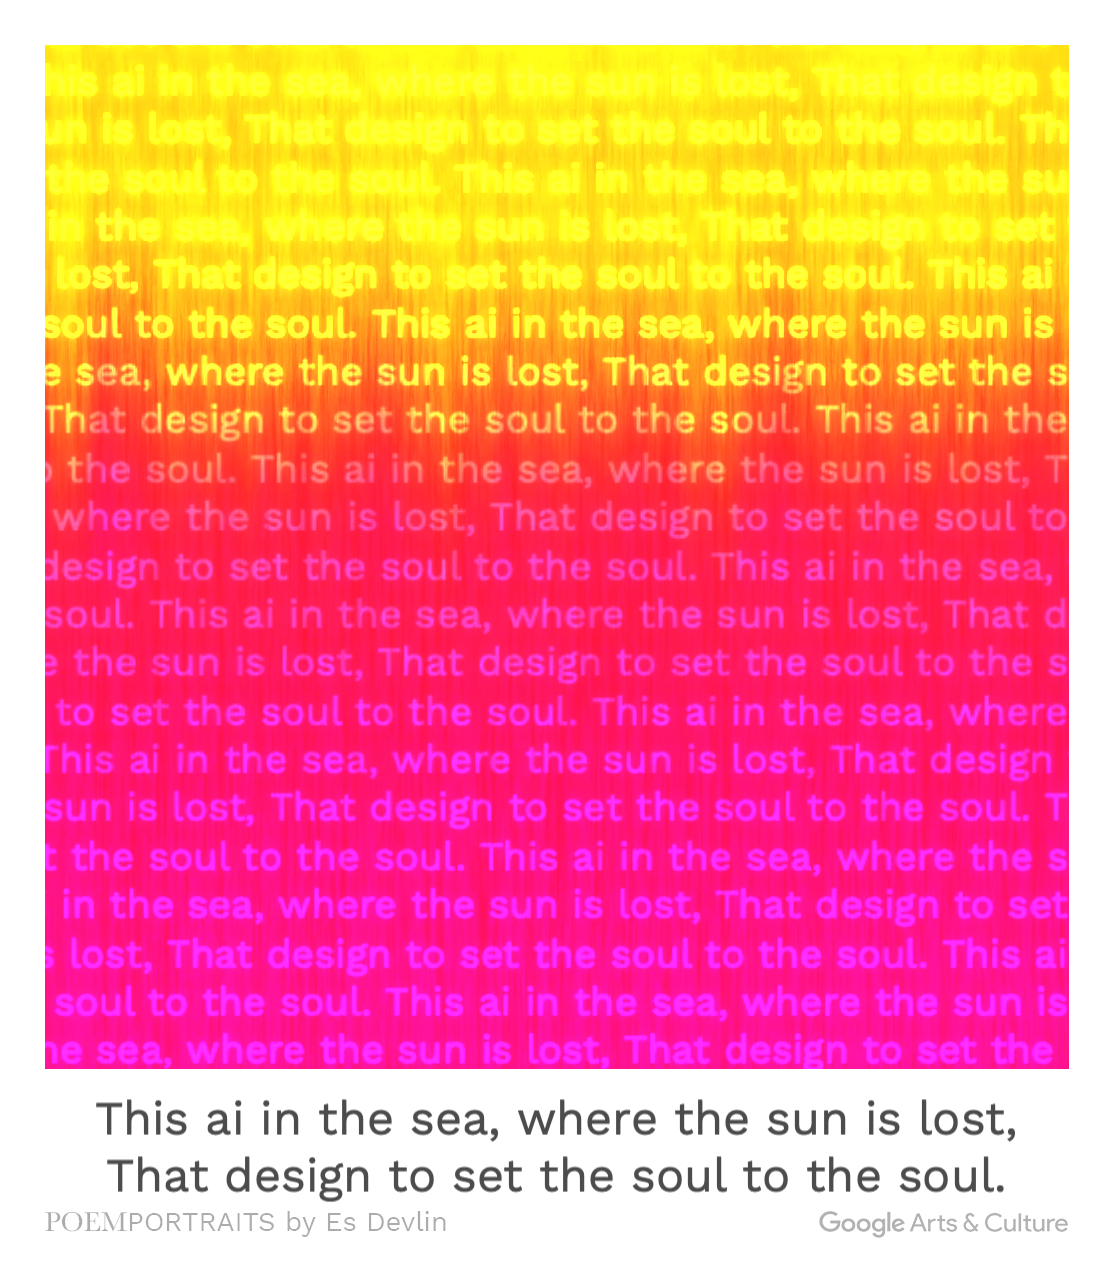 his ai in the sea, where the sun is lost, That design t
un is lost, That design to set the soul to the soul. Th
the soul to the soul. This ai in the sea, where the su
in the sea, where the sun is lost, That design to set
lost, That design to set the soul to the soul. This ai
soul to the soul. This ai in the sea, where the sun is
e sea, where the sun is lost, That design to set the s
That design to set the soul to the soul. This ai in the
o the soul. This ai in the sea, where the sun is lost, T
where the sun is lost, That design to set the soul to
design to set the soul to the soul. This ai in the sea,
soul. This ai in the sea, where the sun is lost, That d
e the sun is lost, That design to set the soul to the s
to set the soul to the soul. This ai in the sea, where
This ai in the sea, where the sun is lost, That design
sun is lost, That design to set the soul to the soul. T
t the soul to the soul. This ai in the sea, where the s
in the sea, where the sun is lost, That design to set
s lost, That design to set the soul to the soul. This ai
soul to the soul. This ai in the sea, where the sun is
he sea, where the sun is lost, That design to set the
This ai in the sea, where the sun is lost,
That design to set the soul to the soul.
POEMPORTRAITS by Es Devlin
Google Arts & Culture